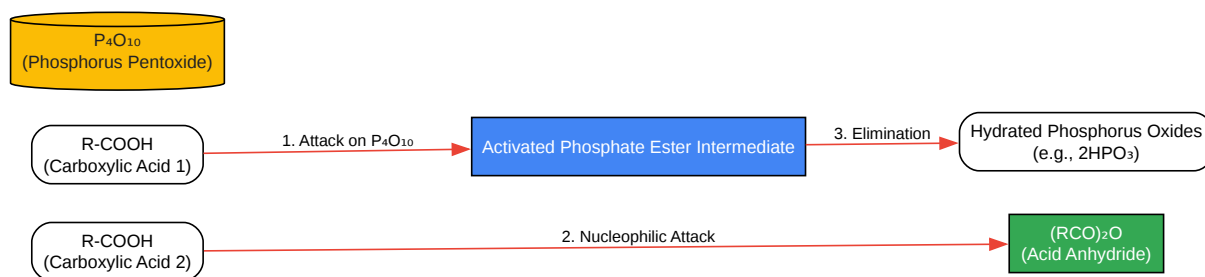 P₄O₁₀
(Phosphorus Pentoxide)
R-COOH
(Carboxylic Acid 1)
1. Attack on P₄O₁₀
Activated Phosphate Ester Intermediate
3. Elimination
Hydrated Phosphorus Oxides
(e.g., 2HPO₃)
R-COOH
(Carboxylic Acid 2)
2. Nucleophilic Attack
(RCO)₂O
(Acid Anhydride)